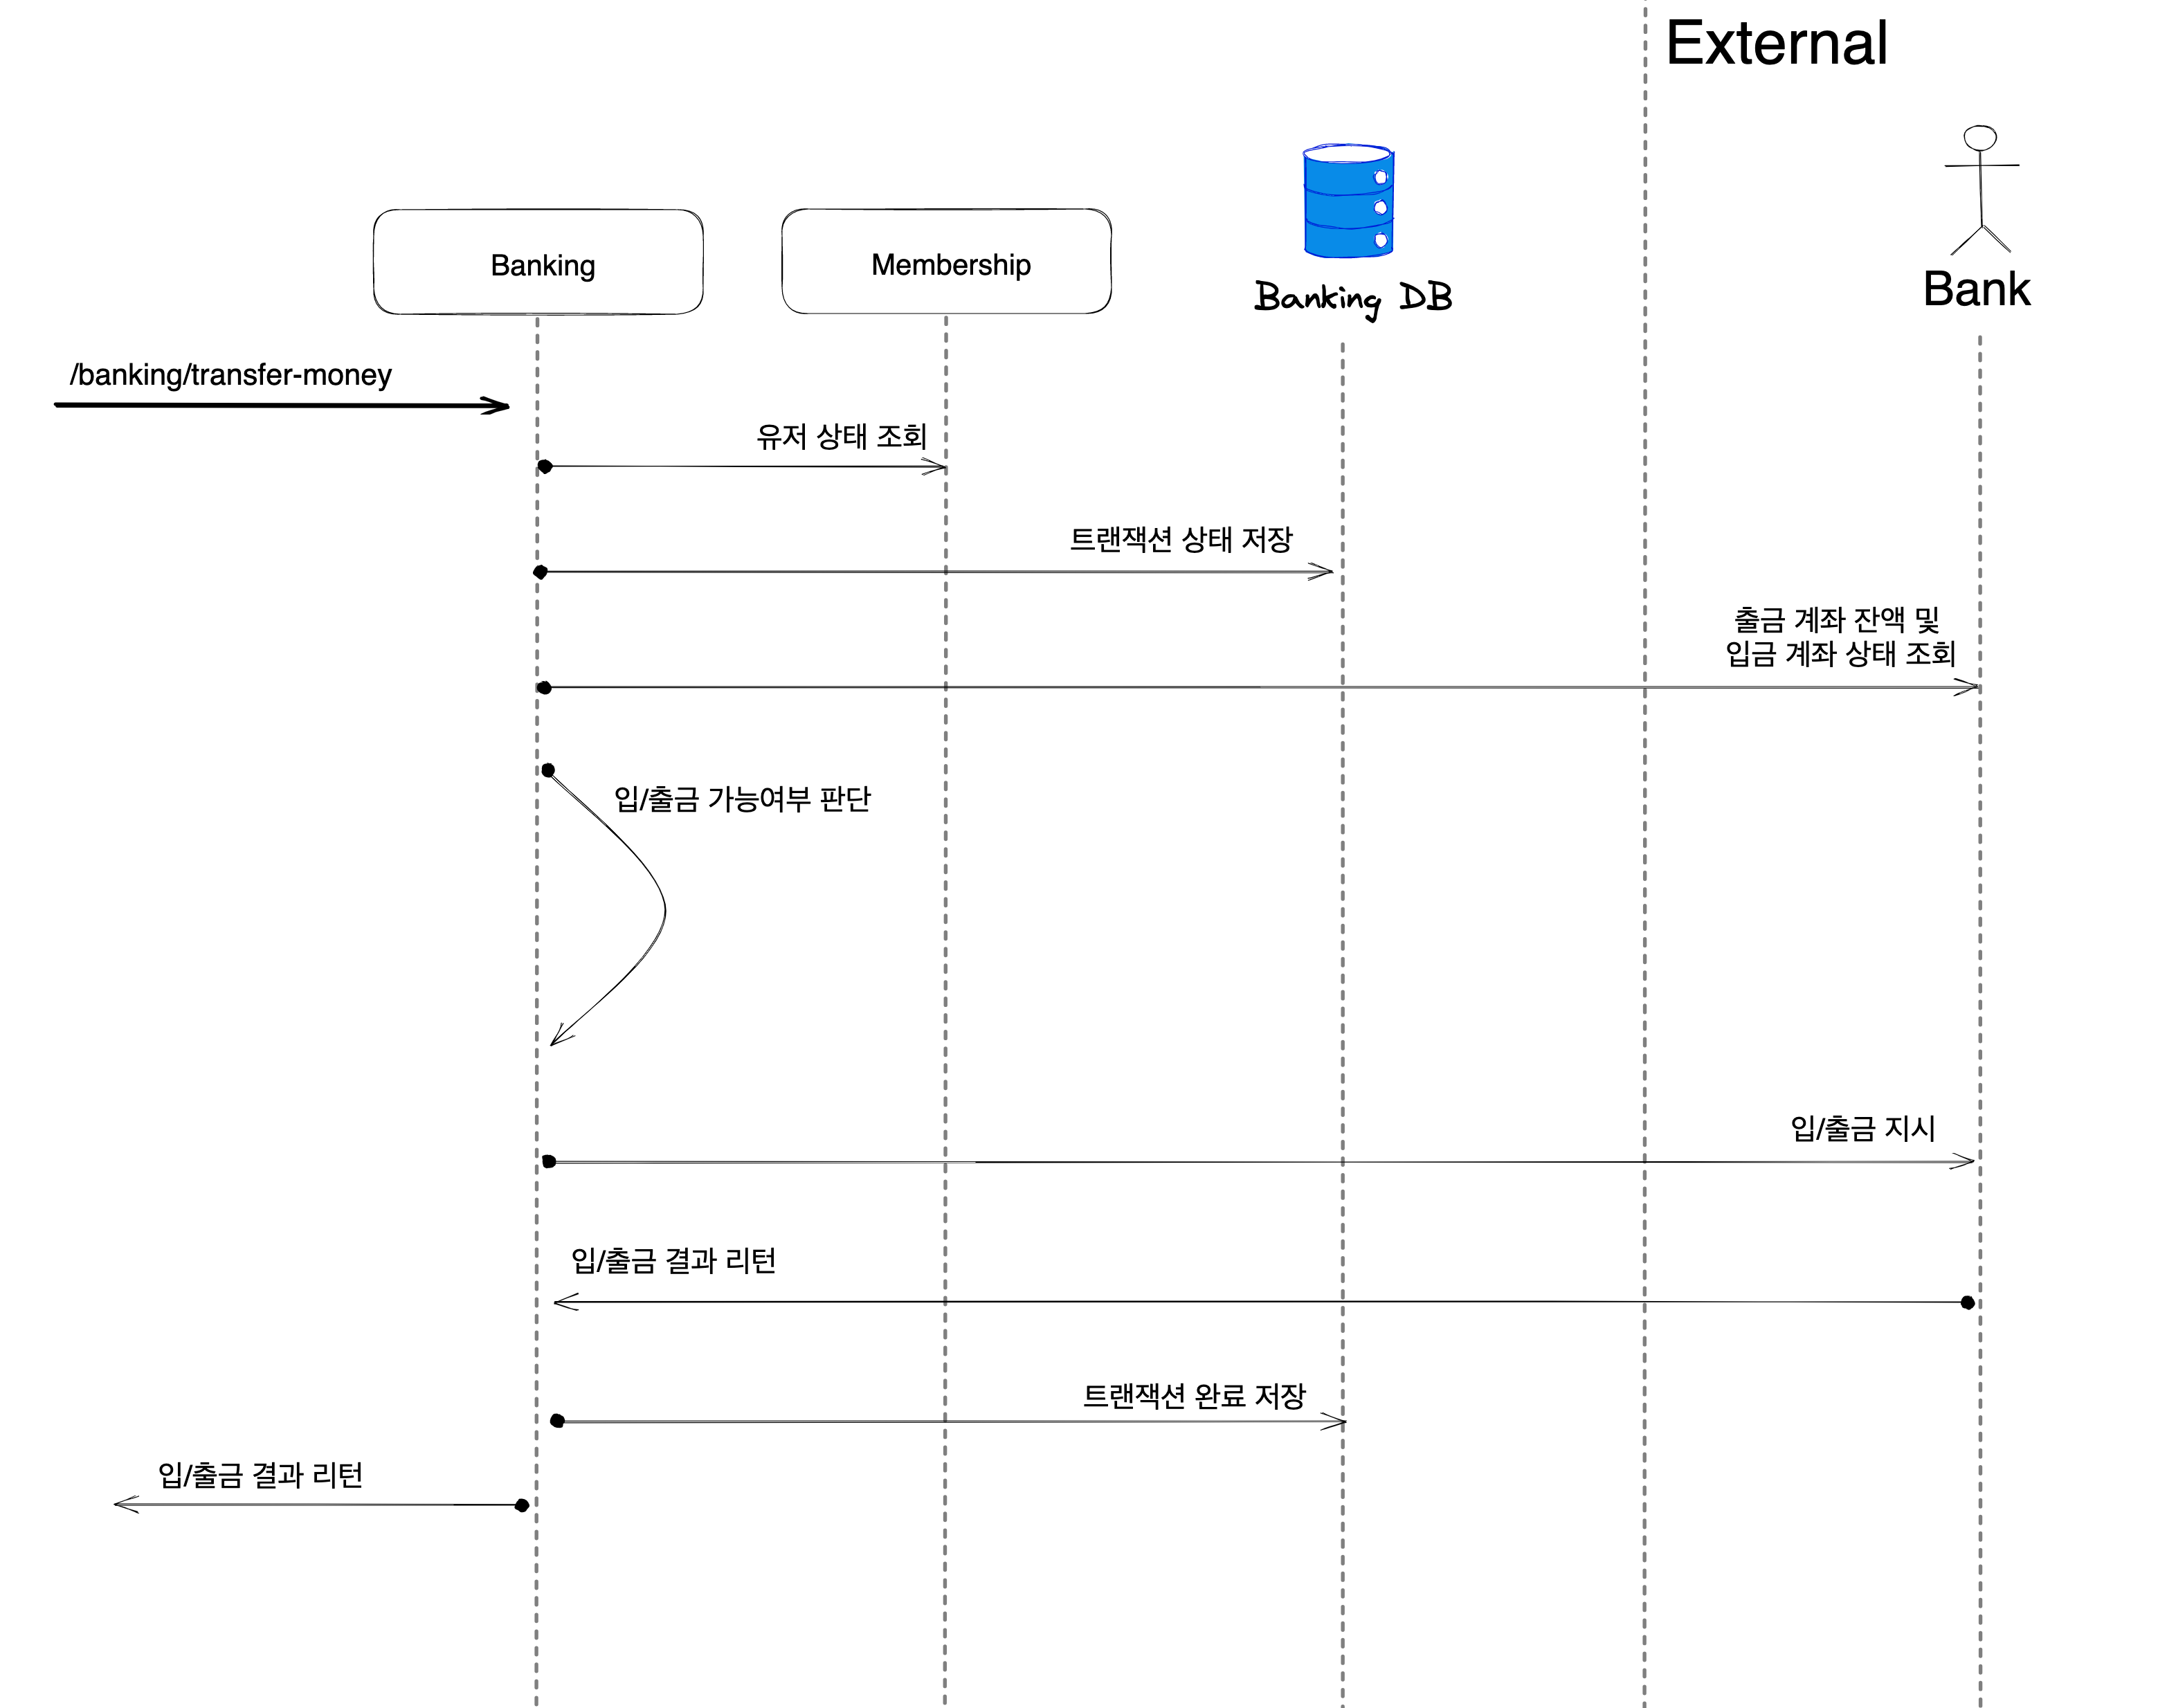 External
Banking
Membership
Banking DB
Bank
/banking/transfer-money
유저 상태 조회
트랜잭션 상태 저장
출금 계좌 잔액 및
입금 계좌 상태 조회
입/출금 가능여부 판단
입/출금 지시
입/출금 결과 리턴
트랜잭션 완료 저장
입/출금 결과 리턴